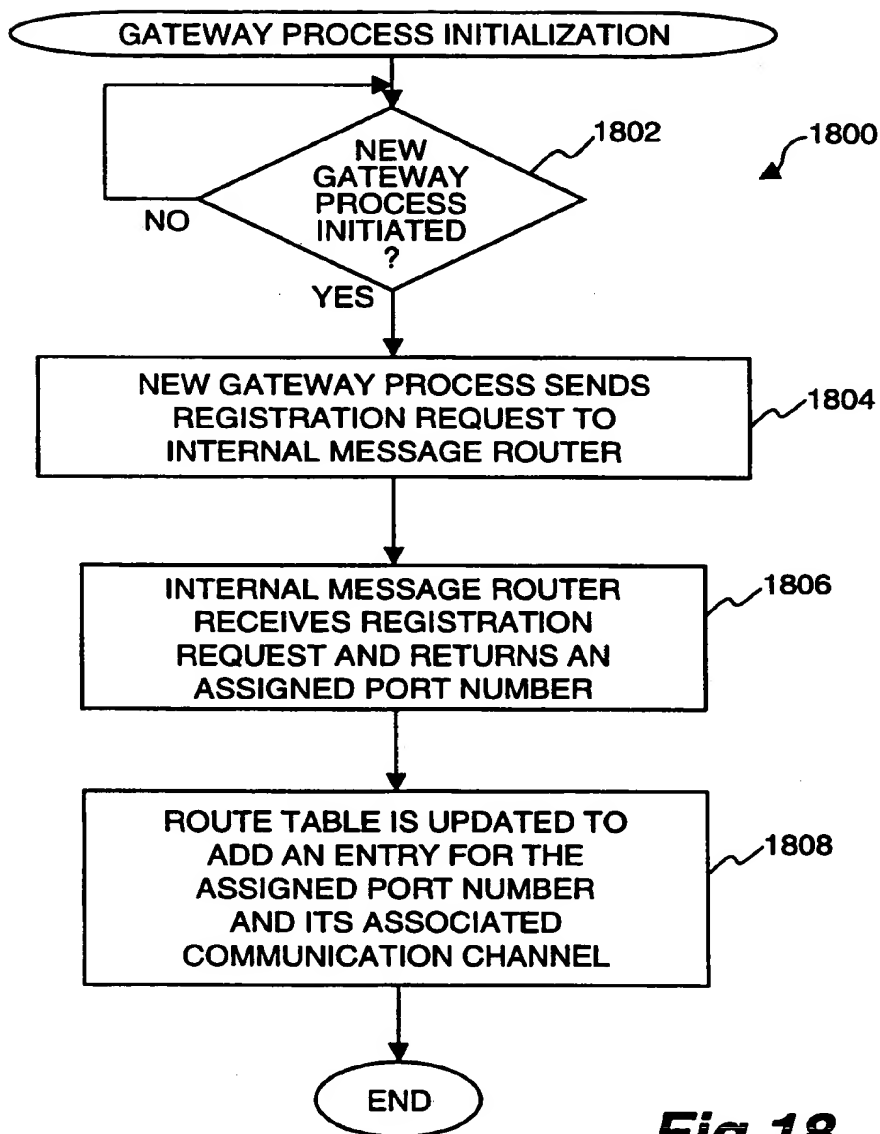 GATEWAY PROCESS INITIALIZATION
1802
1800
NEW
GATEWAY
PROCESS
INITIATED
?
NO
YES
NEW GATEWAY PROCESS SENDS
REGISTRATION REQUEST TO
INTERNAL MESSAGE ROUTER
1804
INTERNAL MESSAGE ROUTER
RECEIVES REGISTRATION
REQUEST AND RETURNS AN
ASSIGNED PORT NUMBER
1806
ROUTE TABLE IS UPDATED TO
ADD AN ENTRY FOR THE
ASSIGNED PORT NUMBER
AND ITS ASSOCIATED
COMMUNICATION CHANNEL
1808
END
Fig 18